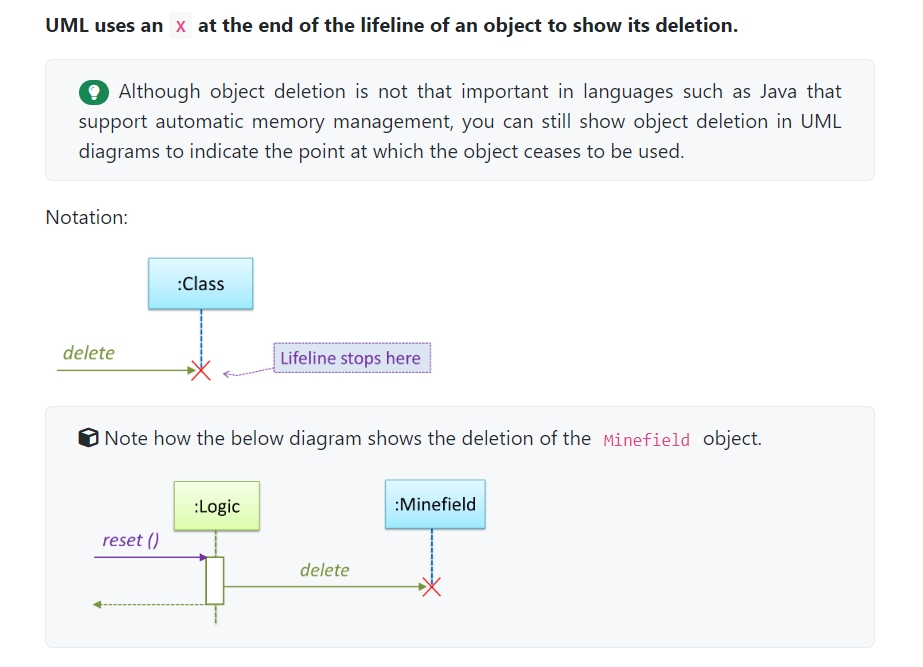 UML uses an X at the end of the lifeline of an object to show its deletion.
Although object deletion is not that important in languages such as Java that
support automatic memory management, you can still show object deletion in UML
diagrams to indicate the point at which the object ceases to be used.
Notation:
:Class
delete
Lifeline stops here
Note how the below diagram shows the deletion of the Minefield object.
:Logic
:Minefield
reset ()
delete